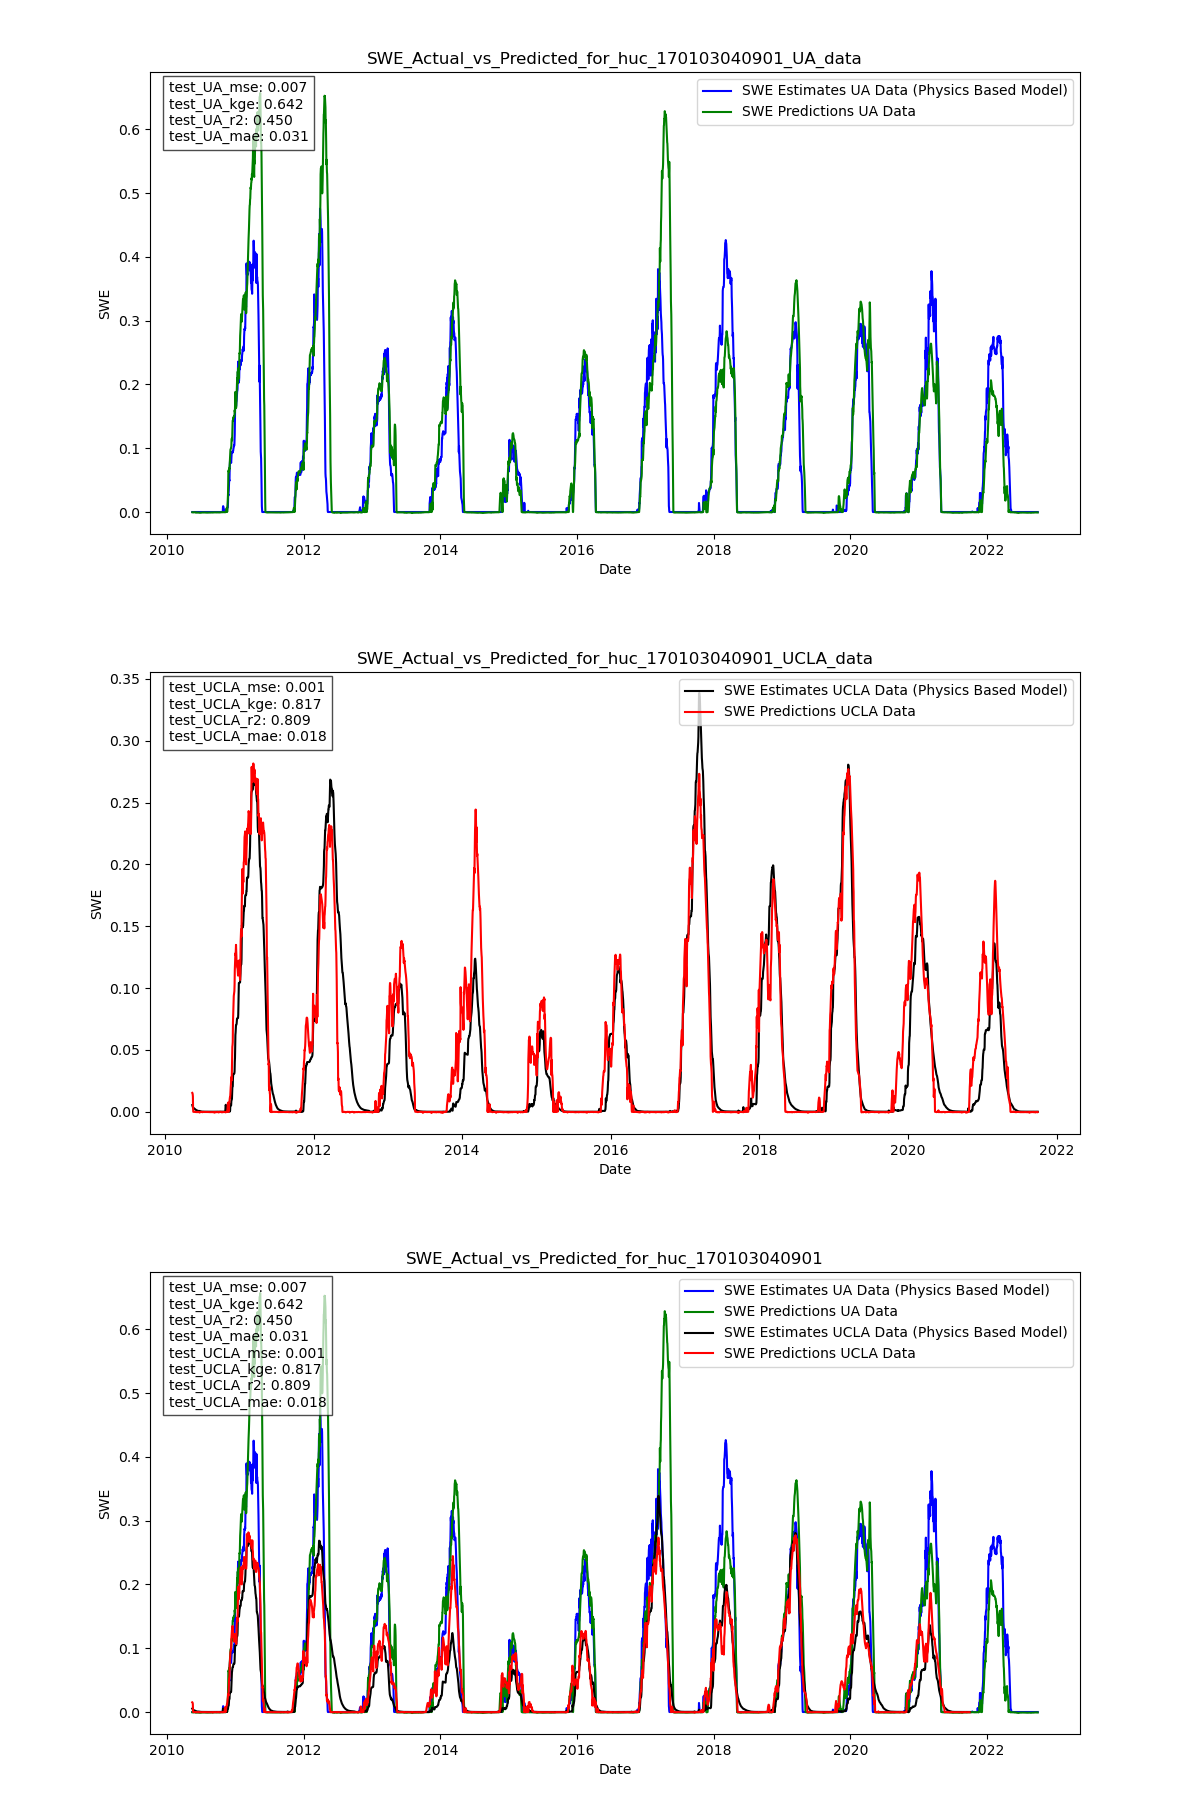 SWE_Actual_vs_Predicted_for_huc_170103040901_UA_data
test_UA_mse: 0.007
test_UA_kge: 0.642
test_UA_r2: 0.450
test_UA_mae: 0.031
SWE Estimates UA Data (Physics Based Model)
SWE Predictions UA Data
0.6
0.5
0.4
0.3
0.2
0.1
0.0
SWE
2010 2012 2014 2016 2018 2020 2022
Date
SWE_Actual_vs_Predicted_for_huc_170103040901_UCLA_data
test_UCLA_mse: 0.001
test_UCLA_kge: 0.817
test_UCLA_r2: 0.809
test_UCLA_mae: 0.018
SWE Estimates UCLA Data (Physics Based Model)
SWE Predictions UCLA Data
0.35
0.30
0.25
0.20
0.15
0.10
0.05
0.00
SWE
2010 2011 2012 2014 2016 2018 2020 2022
Date
SWE_Actual_vs_Predicted_for_huc_170103040901
test_UA_mse: 0.007
test_UA_kge: 0.642
test_UA_r2: 0.450
test_UA_mae: 0.031
test_UCLA_mse: 0.001
test_UCLA_kge: 0.817
test_UCLA_r2: 0.809
test_UCLA_mae: 0.018
SWE Estimates UA Data (Physics Based Model)
SWE Predictions UA Data
SWE Estimates UCLA Data (Physics Based Model)
SWE Predictions UCLA Data
0.6
0.5
0.4
0.3
0.2
0.1
0.0
SWE
2010 2012 2014 2016 2018 2020 2022
Date